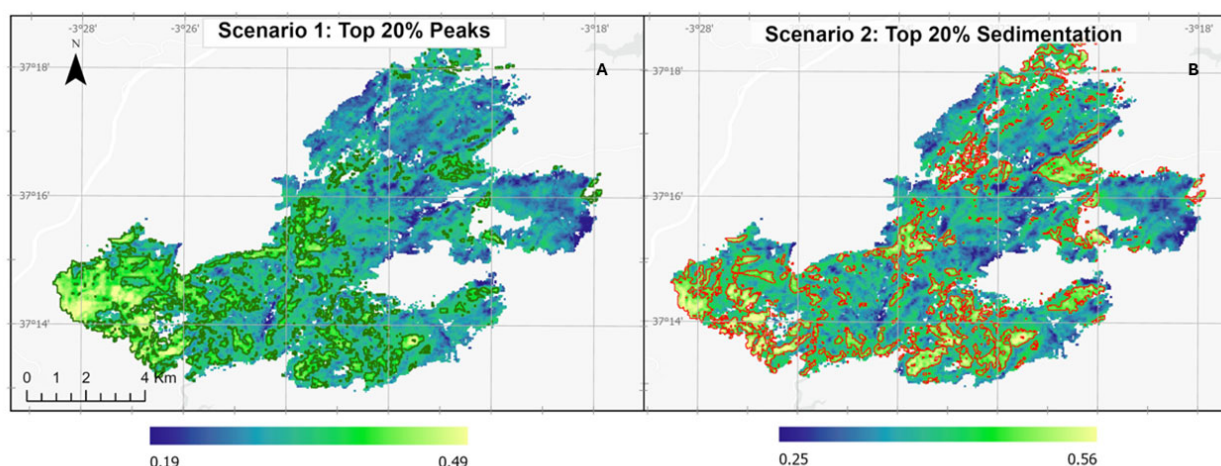 Scenario 1: Top 20% Peaks
Scenario 2: Top 20% Sedimentation
-3°28'
-3°26'
-3°18'
-3°28'
-3°26'
-3°18'
N
A
B
37°18'
37°16'
37°14'
37°18'
37°16'
37°14'
0 1 2 4 Km
0.19 0.49
0.25 0.56